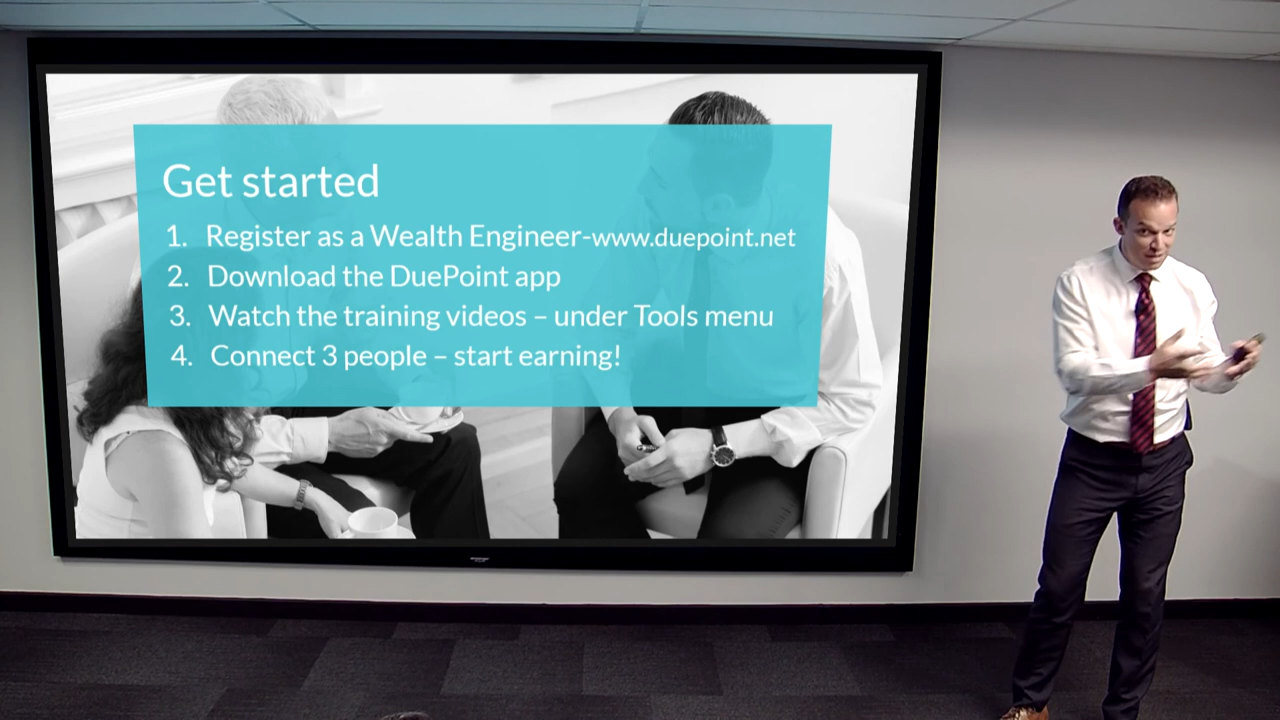 Get started
1. Register as a Wealth Engineer-www.duepoint.net
2. Download the DuePoint app
3. Watch the training videos – under Tools menu
4. Connect 3 people – start earning!